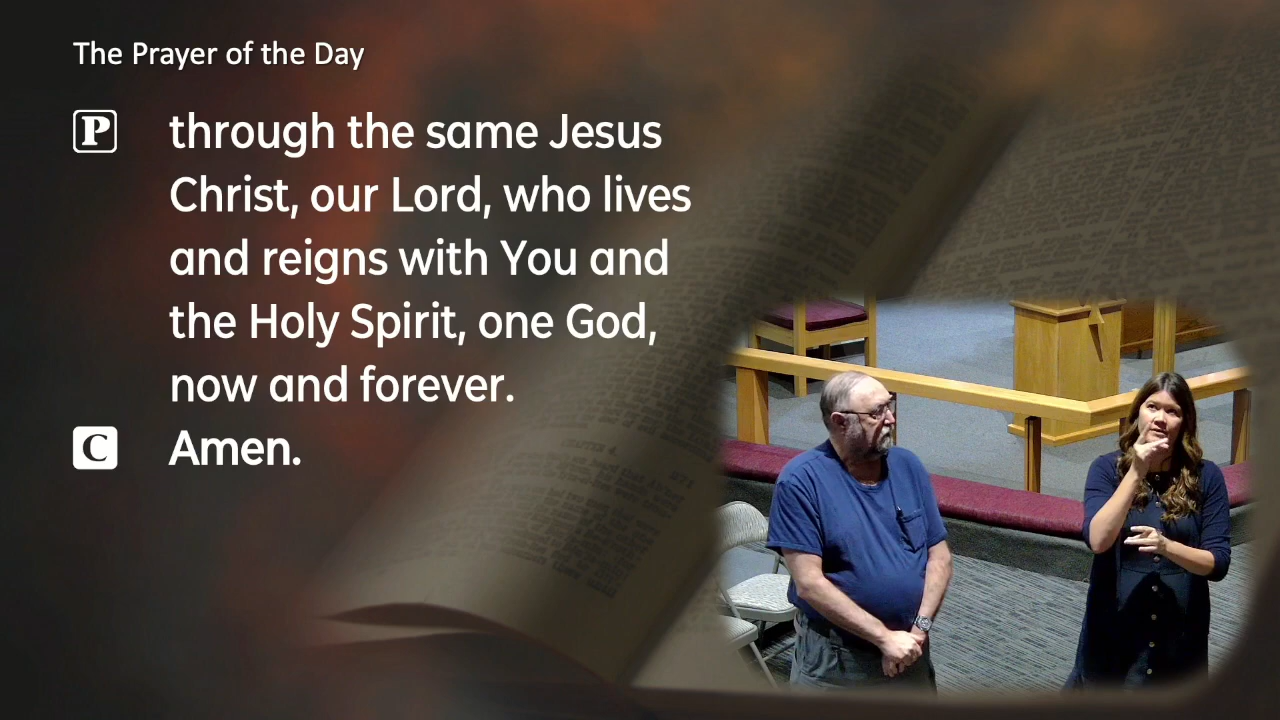 The Prayer of the Day
P through the same Jesus
Christ, our Lord, who lives
and reigns with You and
the Holy Spirit, one God,
now and forever.
C Amen.